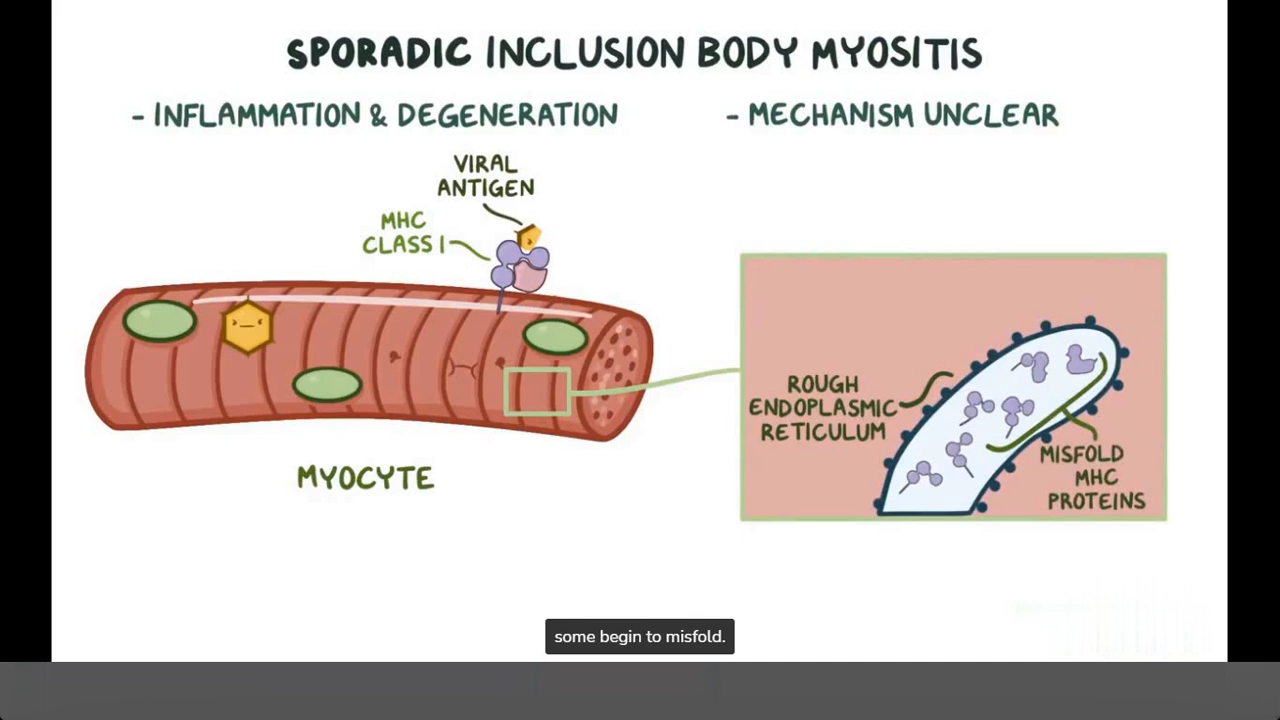 SPORADIC INCLUSION BODY MYOSITIS
- INFLAMMATION & DEGENERATION
- MECHANISM UNCLEAR
VIRAL
ANTIGEN
MHC
CLASS I
MYOCYTE
ROUGH
ENDOPLASMIC
RETICULUM
MISFOLD
MHC
PROTEINS
some begin to misfold.